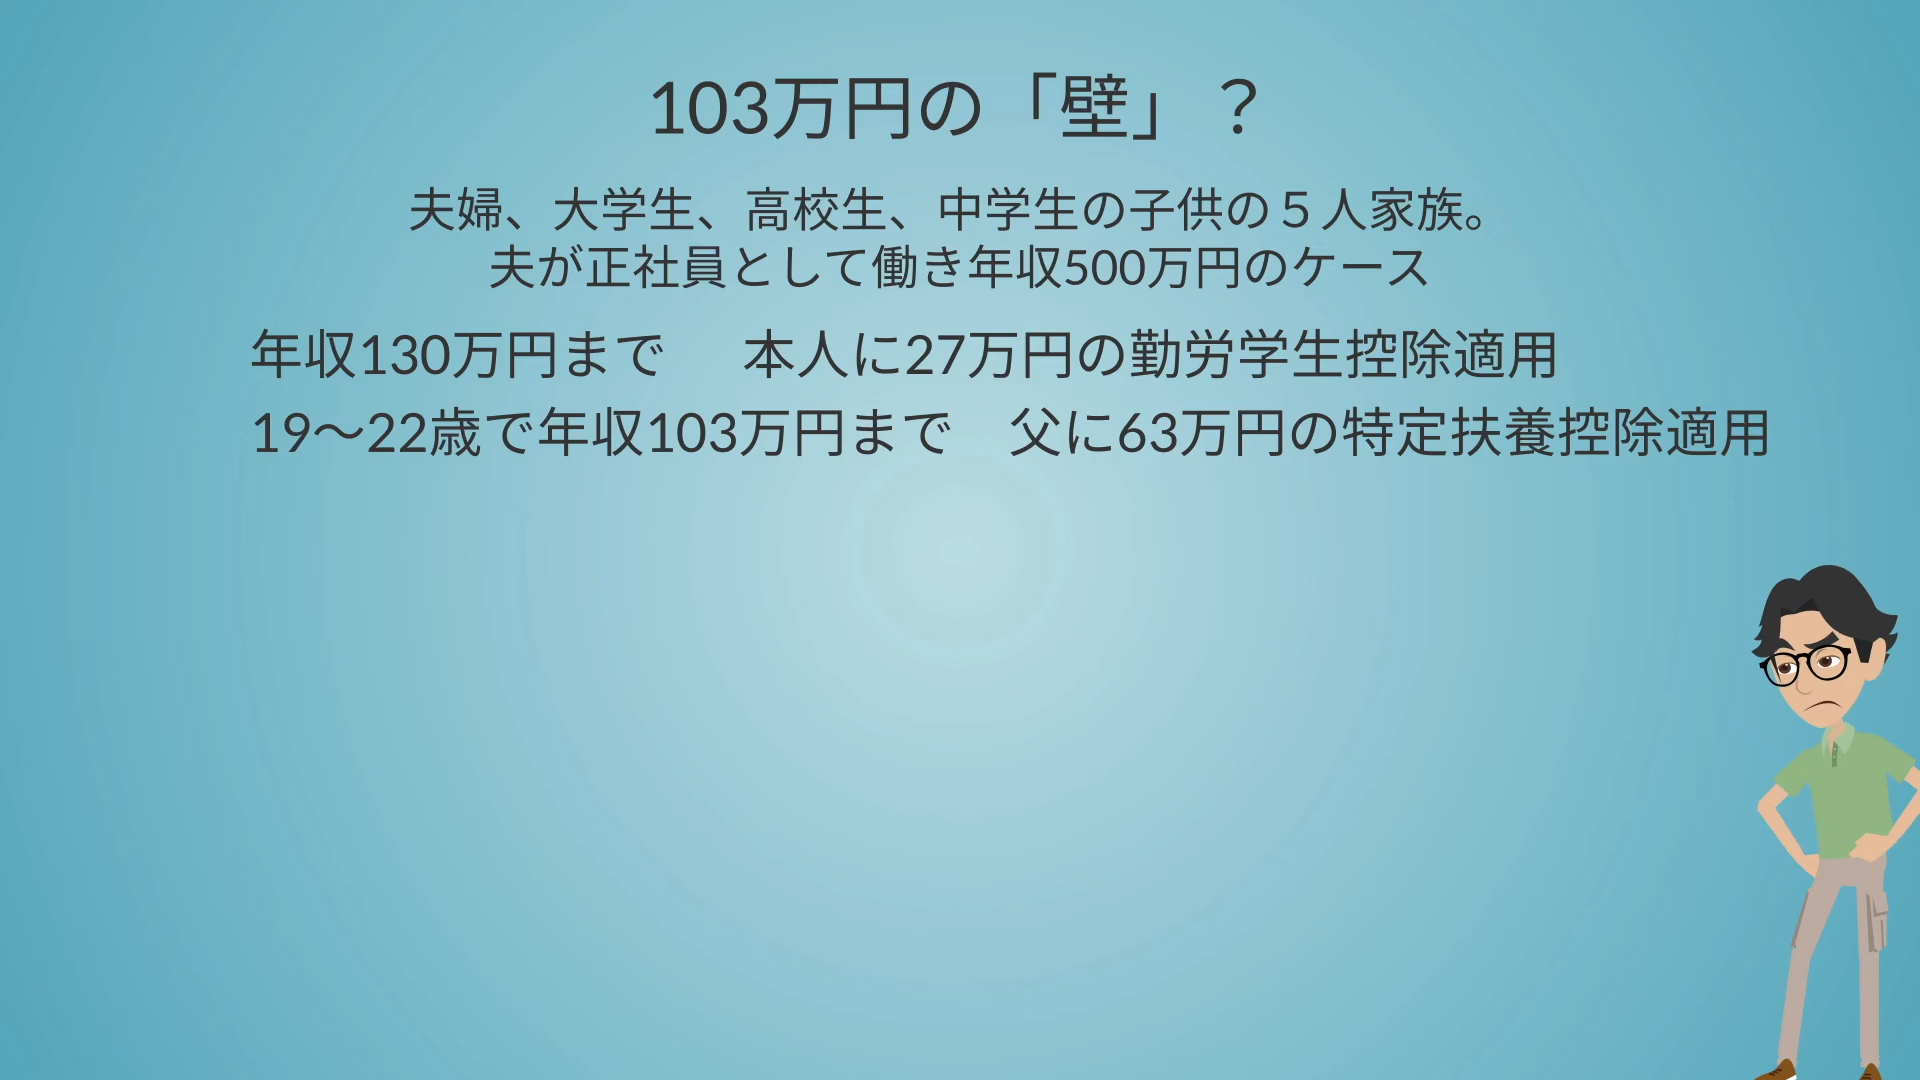 103万円の「壁」？
夫婦、大学生、高校生、中学生の子供の５人家族。
夫が正社員として働き年収500万円のケース
年収130万円まで　本人に27万円の勤労学生控除適用
19～22歳で年収103万円まで　父に63万円の特定扶養控除適用